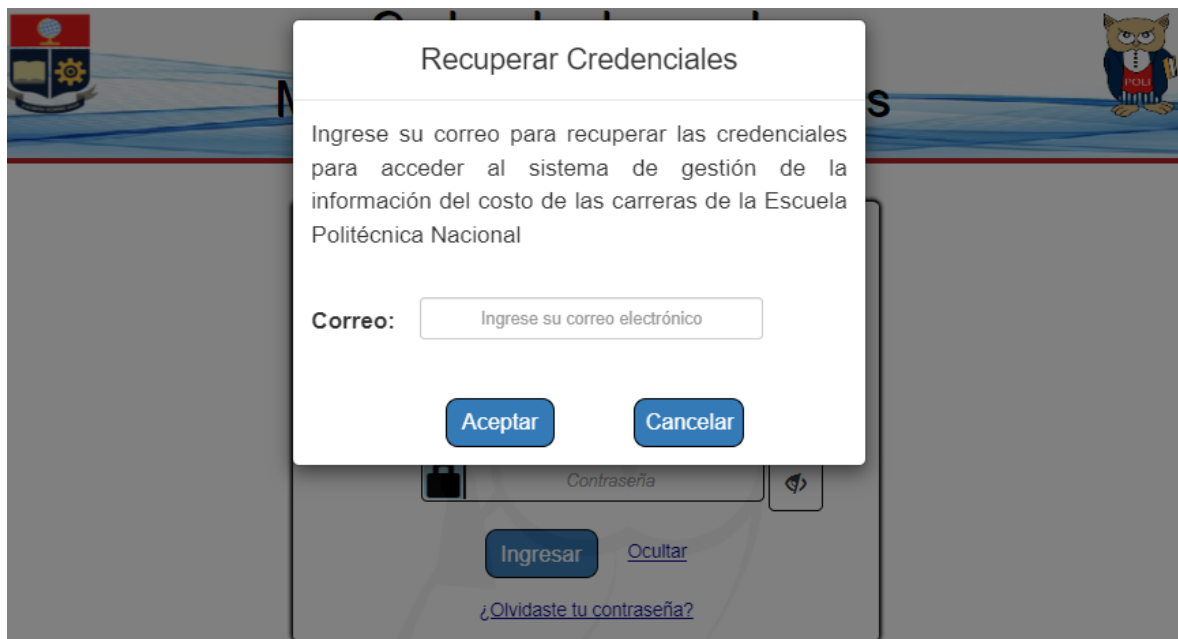 Recuperar Credenciales
POLI
Ingrese su correo para recuperar las credenciales
para acceder al sistema de gestión de la
información del costo de las carreras de la Escuela
Politécnica Nacional
Correo:
Ingrese su correo electrónico
Aceptar
Cancelar
Contraseña
Ingresar
Ocultar
¿Olvidaste tu contraseña?